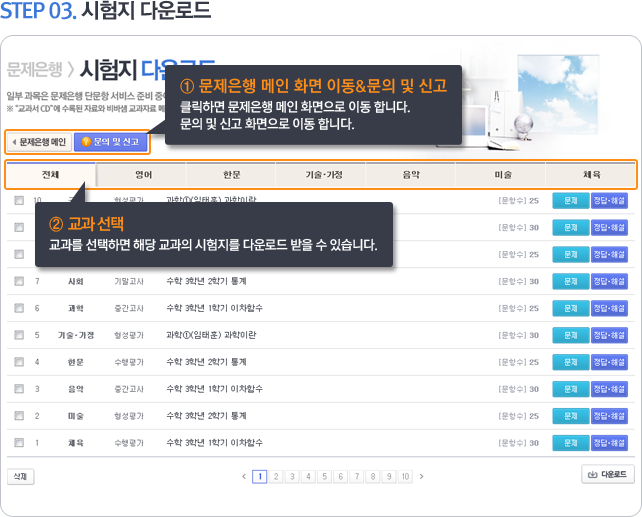 STEP 03. 시험지 다운로드
문제은행 > 시험지 다운로드
일부 과목은 문제은행 단문항 서비스 준비 중
※ "교과서 CD"에 수록된 자료와 비바샘 교과자료 메
① 문제은행 메인 화면 이동&문의 및 신고
클릭하면 문제은행 메인 화면으로 이동 합니다.
문의 및 신고 화면으로 이동 합니다.
문제은행 메인 ? 문의 및 신고
전체 영어 한문 기술·가정 음악 미술 체육
10 형성평가 과학①(임태훈) 과학이란 [문항수] 25 문제 정답·해설
② 교과 선택
교과를 선택하면 해당 교과의 시험지를 다운로드 받을 수 있습니다.
[문항수] 30 문제 정답·해설
[문항수] 25 문제 정답·해설
7 사회 기말고사 수학 3학년 2학기 통계 [문항수] 30 문제 정답·해설
6 과학 중간고사 수학 3학년 1학기 이차함수 [문항수] 25 문제 정답·해설
5 기술·가정 형성평가 과학①(임태훈) 과학이란 [문항수] 30 문제 정답·해설
4 한문 수행평가 수학 3학년 2학기 통계 [문항수] 30 문제 정답·해설
3 음악 중간고사 수학 3학년 1학기 이차함수 [문항수] 30 문제 정답·해설
2 미술 형성평가 수학 3학년 2학기 통계 [문항수] 25 문제 정답·해설
1 체육 수행평가 수학 3학년 1학기 이차함수 [문항수] 30 문제 정답·해설
삭제 < 1 2 3 4 5 6 7 8 9 10 > 다운로드